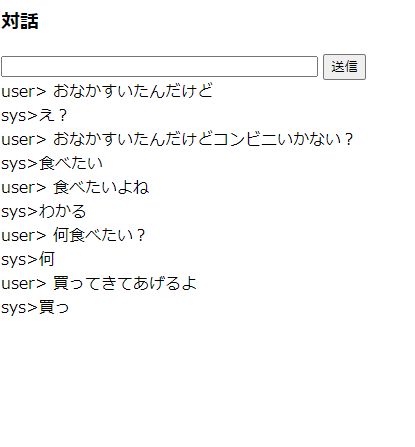 対話
送信
user> おなかすいたんだけど
sys>え？
user> おなかすいたんだけどコンビニいかない？
sys>食べたい
user> 食べたいよね
sys>わかる
user> 何食べたい？
sys>何
user> 買ってきてあげるよ
sys>買っ